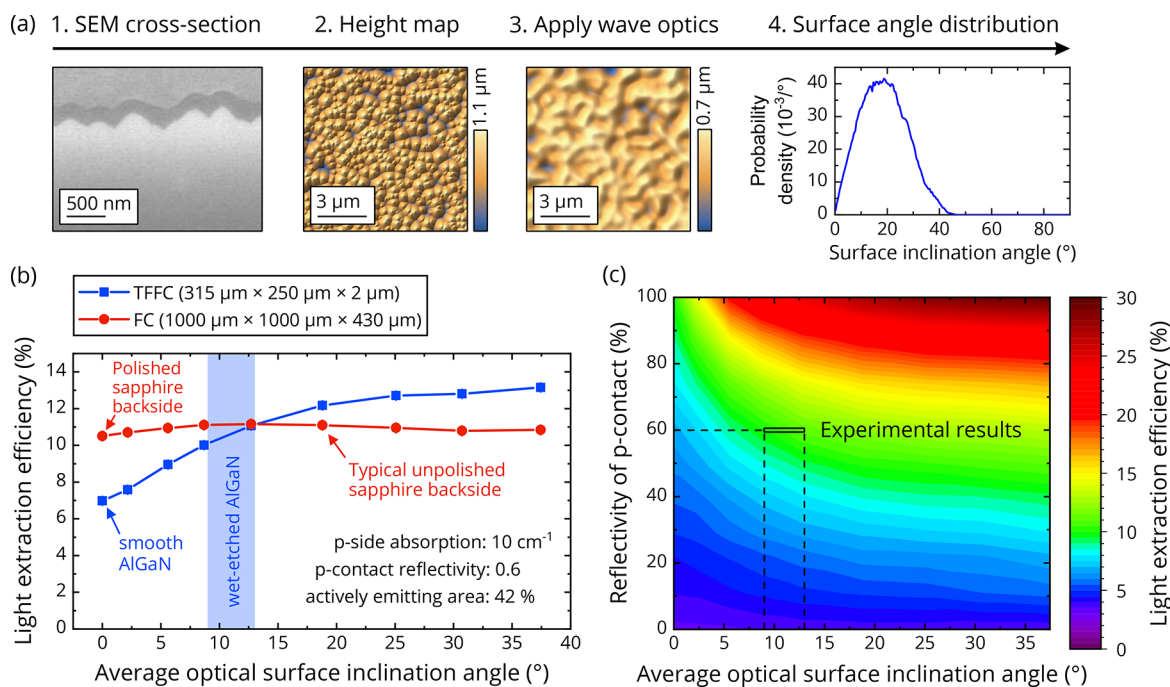 (a)
1. SEM cross-section
2. Height map
3. Apply wave optics
4. Surface angle distribution
500 nm
3 µm
1.1 µm
3 µm
0.7 µm
Probability
density (10⁻³/°)
40
30
20
10
0
0 20 40 60 80
Surface inclination angle (°)
(b)
TFFC (315 µm × 250 µm × 2 µm)
FC (1000 µm × 1000 µm × 430 µm)
Light extraction efficiency (%)
14
12
10
8
6
4
2
0
Polished
sapphire
backside
smooth
AlGaN
wet-etched AlGaN
Typical unpolished
sapphire backside
p-side absorption: 10 cm⁻¹
p-contact reflectivity: 0.6
actively emitting area: 42 %
0 5 10 15 20 25 30 35 40
Average optical surface inclination angle (°)
(c)
Reflectivity of p-contact (%)
100
80
60
40
20
0
Experimental results
0 5 10 15 20 25 30 35
Average optical surface inclination angle (°)
30
25
20
15
10
5
0
Light extraction efficiency (%)